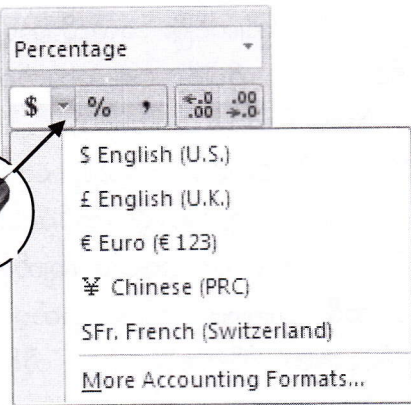 Percentage
$ % , ←.0 .00 .00 →.0
$ English (U.S.)
£ English (U.K.)
€ Euro (€ 123)
¥ Chinese (PRC)
SFr. French (Switzerland)
More Accounting Formats...